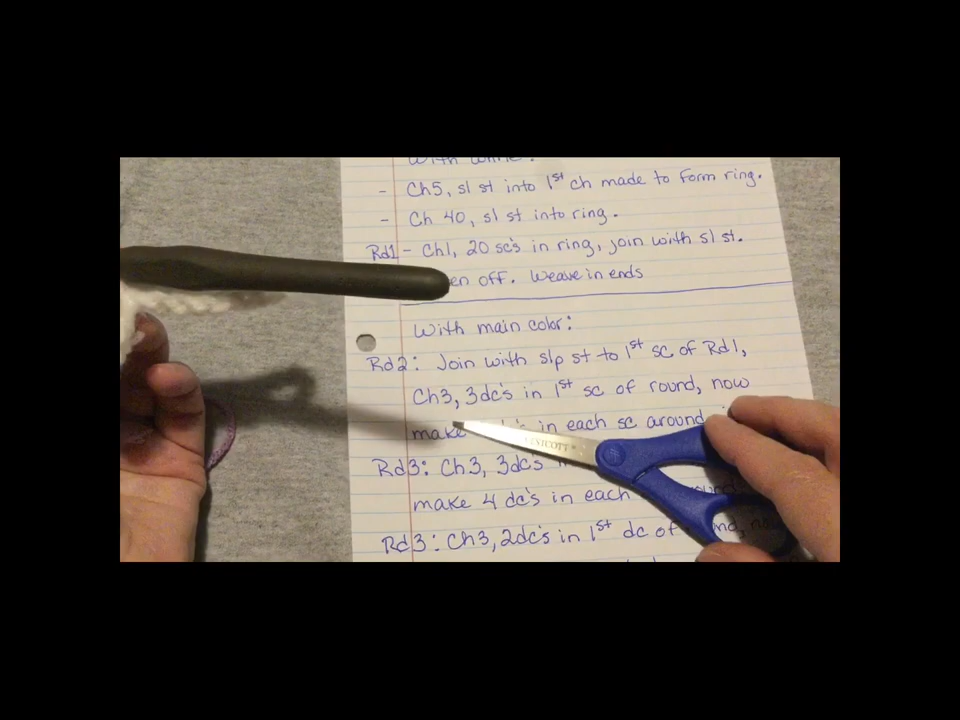 - Ch5, sl st into 1st ch made to form ring.
- Ch 40, sl st into ring.
Rd1 - Ch1, 20 sc's in ring, join with sl st.
off. Weave in ends
With main color:
Rd2: Join with slp st to 1st sc of Rd1,
Ch3, 3dc's in 1st sc of round, now
make in each sc around
Rd3: Ch3, 3dc's
make 4 dc's in each
Rd3: Ch3, 2dc's in 1st dc of